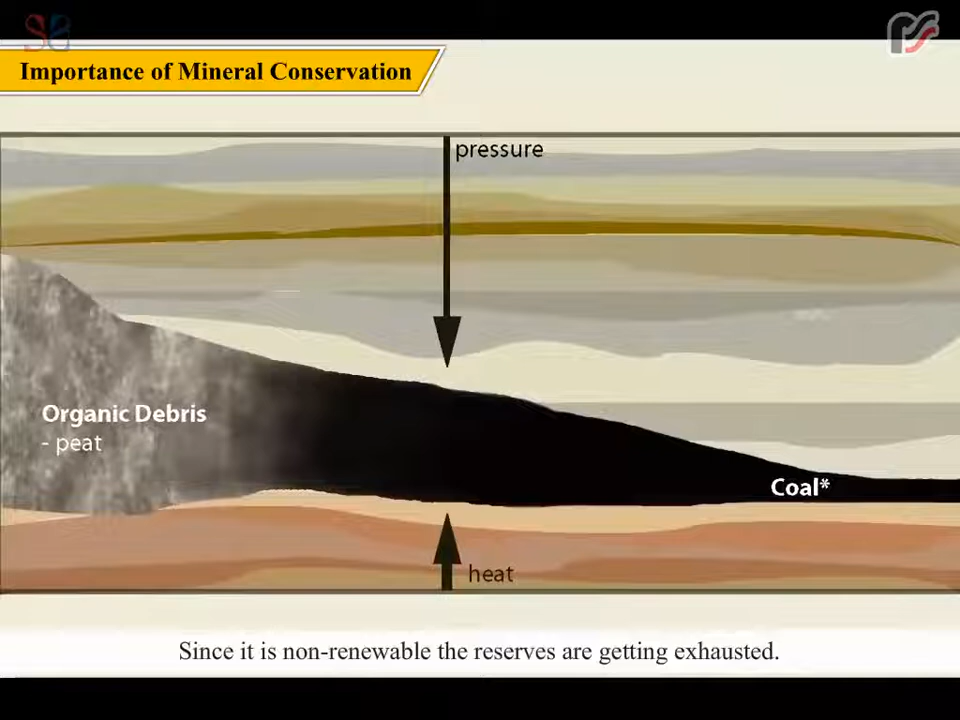 Importance of Mineral Conservation
pressure
Organic Debris
- peat
Coal*
heat
Since it is non-renewable the reserves are getting exhausted.